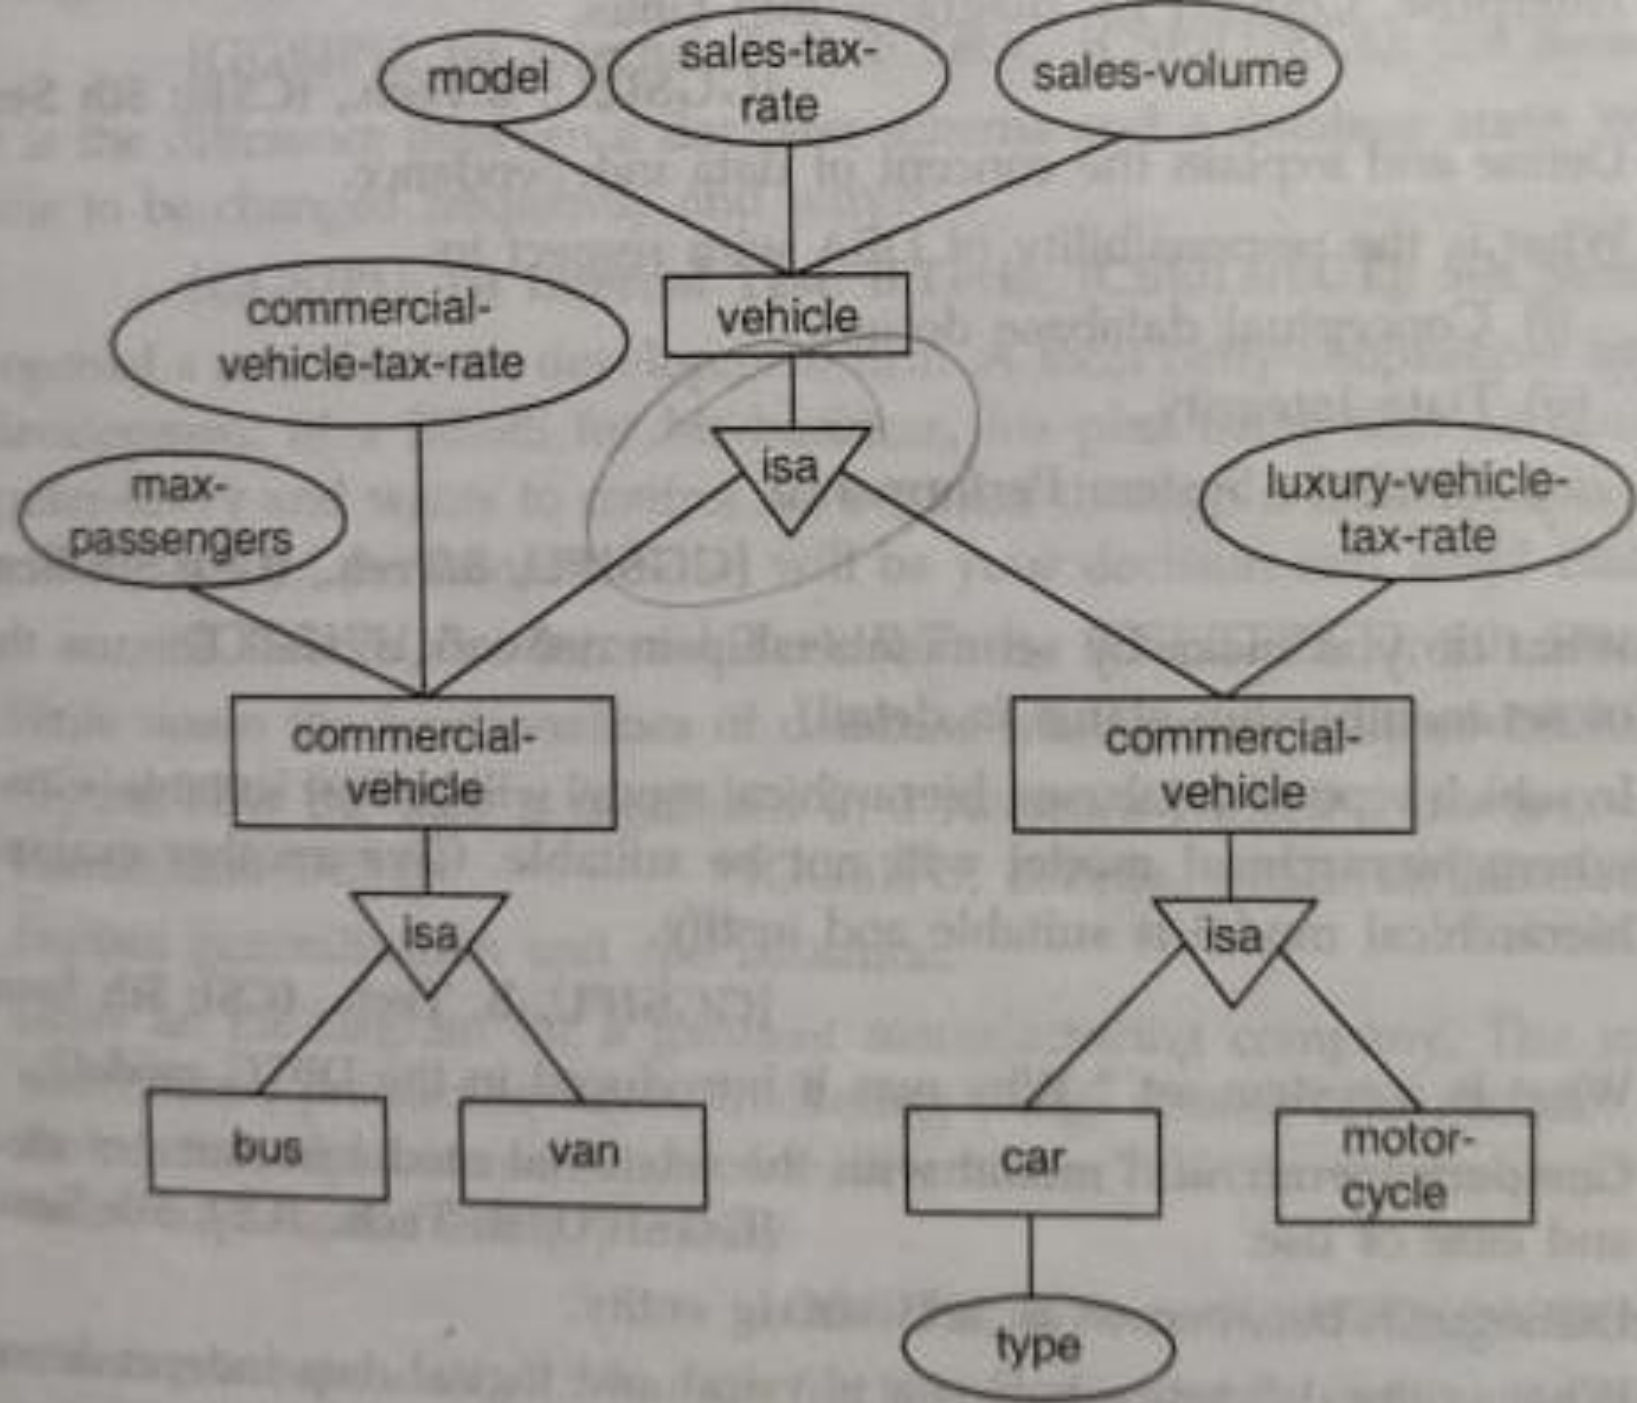 model
sales-tax-
rate
sales-volume
commercial-
vehicle-tax-rate
vehicle
max-
passengers
isa
luxury-vehicle-
tax-rate
commercial-
vehicle
commercial-
vehicle
isa
isa
bus
van
car
motor-
cycle
type